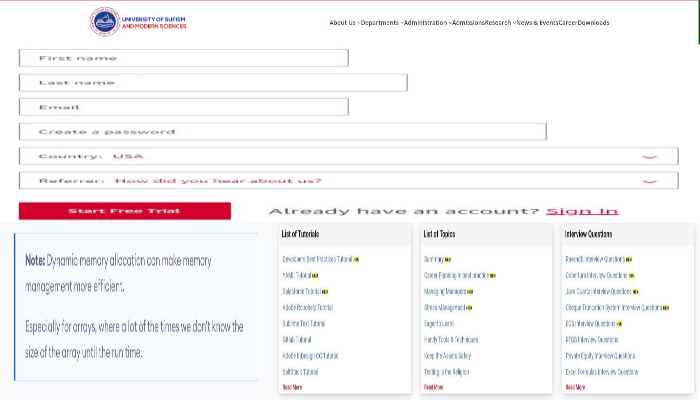 UNIVERSITY OF SUFISM
AND MODERN SCIENCES
About Us Departments Administration Admissions Research News & Events Career Downloads
First name
Last name
Email
Create a password
Country: USA
Referrer: How did you hear about us?
Start Free Trial
Already have an account? Sign In
Note: Dynamic memory allocation can make memory
management more efficient.
Especially for arrays, where a lot of the times we don't know the
size of the array until the run time.
List of Tutorials
Developers Best Practices Tutorial
YAML Tutorial
Salesforce Tutorial
Adobe Robohelp Tutorial
Sublime Text Tutorial
GitLab Tutorial
Adobe InDesign CC Tutorial
SaltStack Tutorial
Read More
List of Topics
Summary
Career Planning in best practice
Managing Managers
Stress Management
Eager to Learn
Handy Tools & Techniques
Keep the Assets Safely
Testing is the Religion
Read More
Interview Questions
Ravendb Interview Questions
Cobertura Interview Questions
Java Quartz Interview Questions
Cheque Truncation System Interview Questions
ECS Interview Questions
RTGS Interview Questions
Private Equity Interview Questions
Excel Formulas Interview Questions
Read More